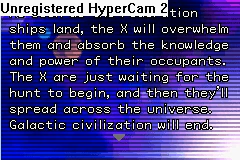 Unregistered HyperCam 2
ships land, the X will overwhelm
them and absorb the knowledge
and power of their occupants.
The X are just waiting for the
hunt to begin, and then they'll
spread across the universe.
Galactic civilization will end.